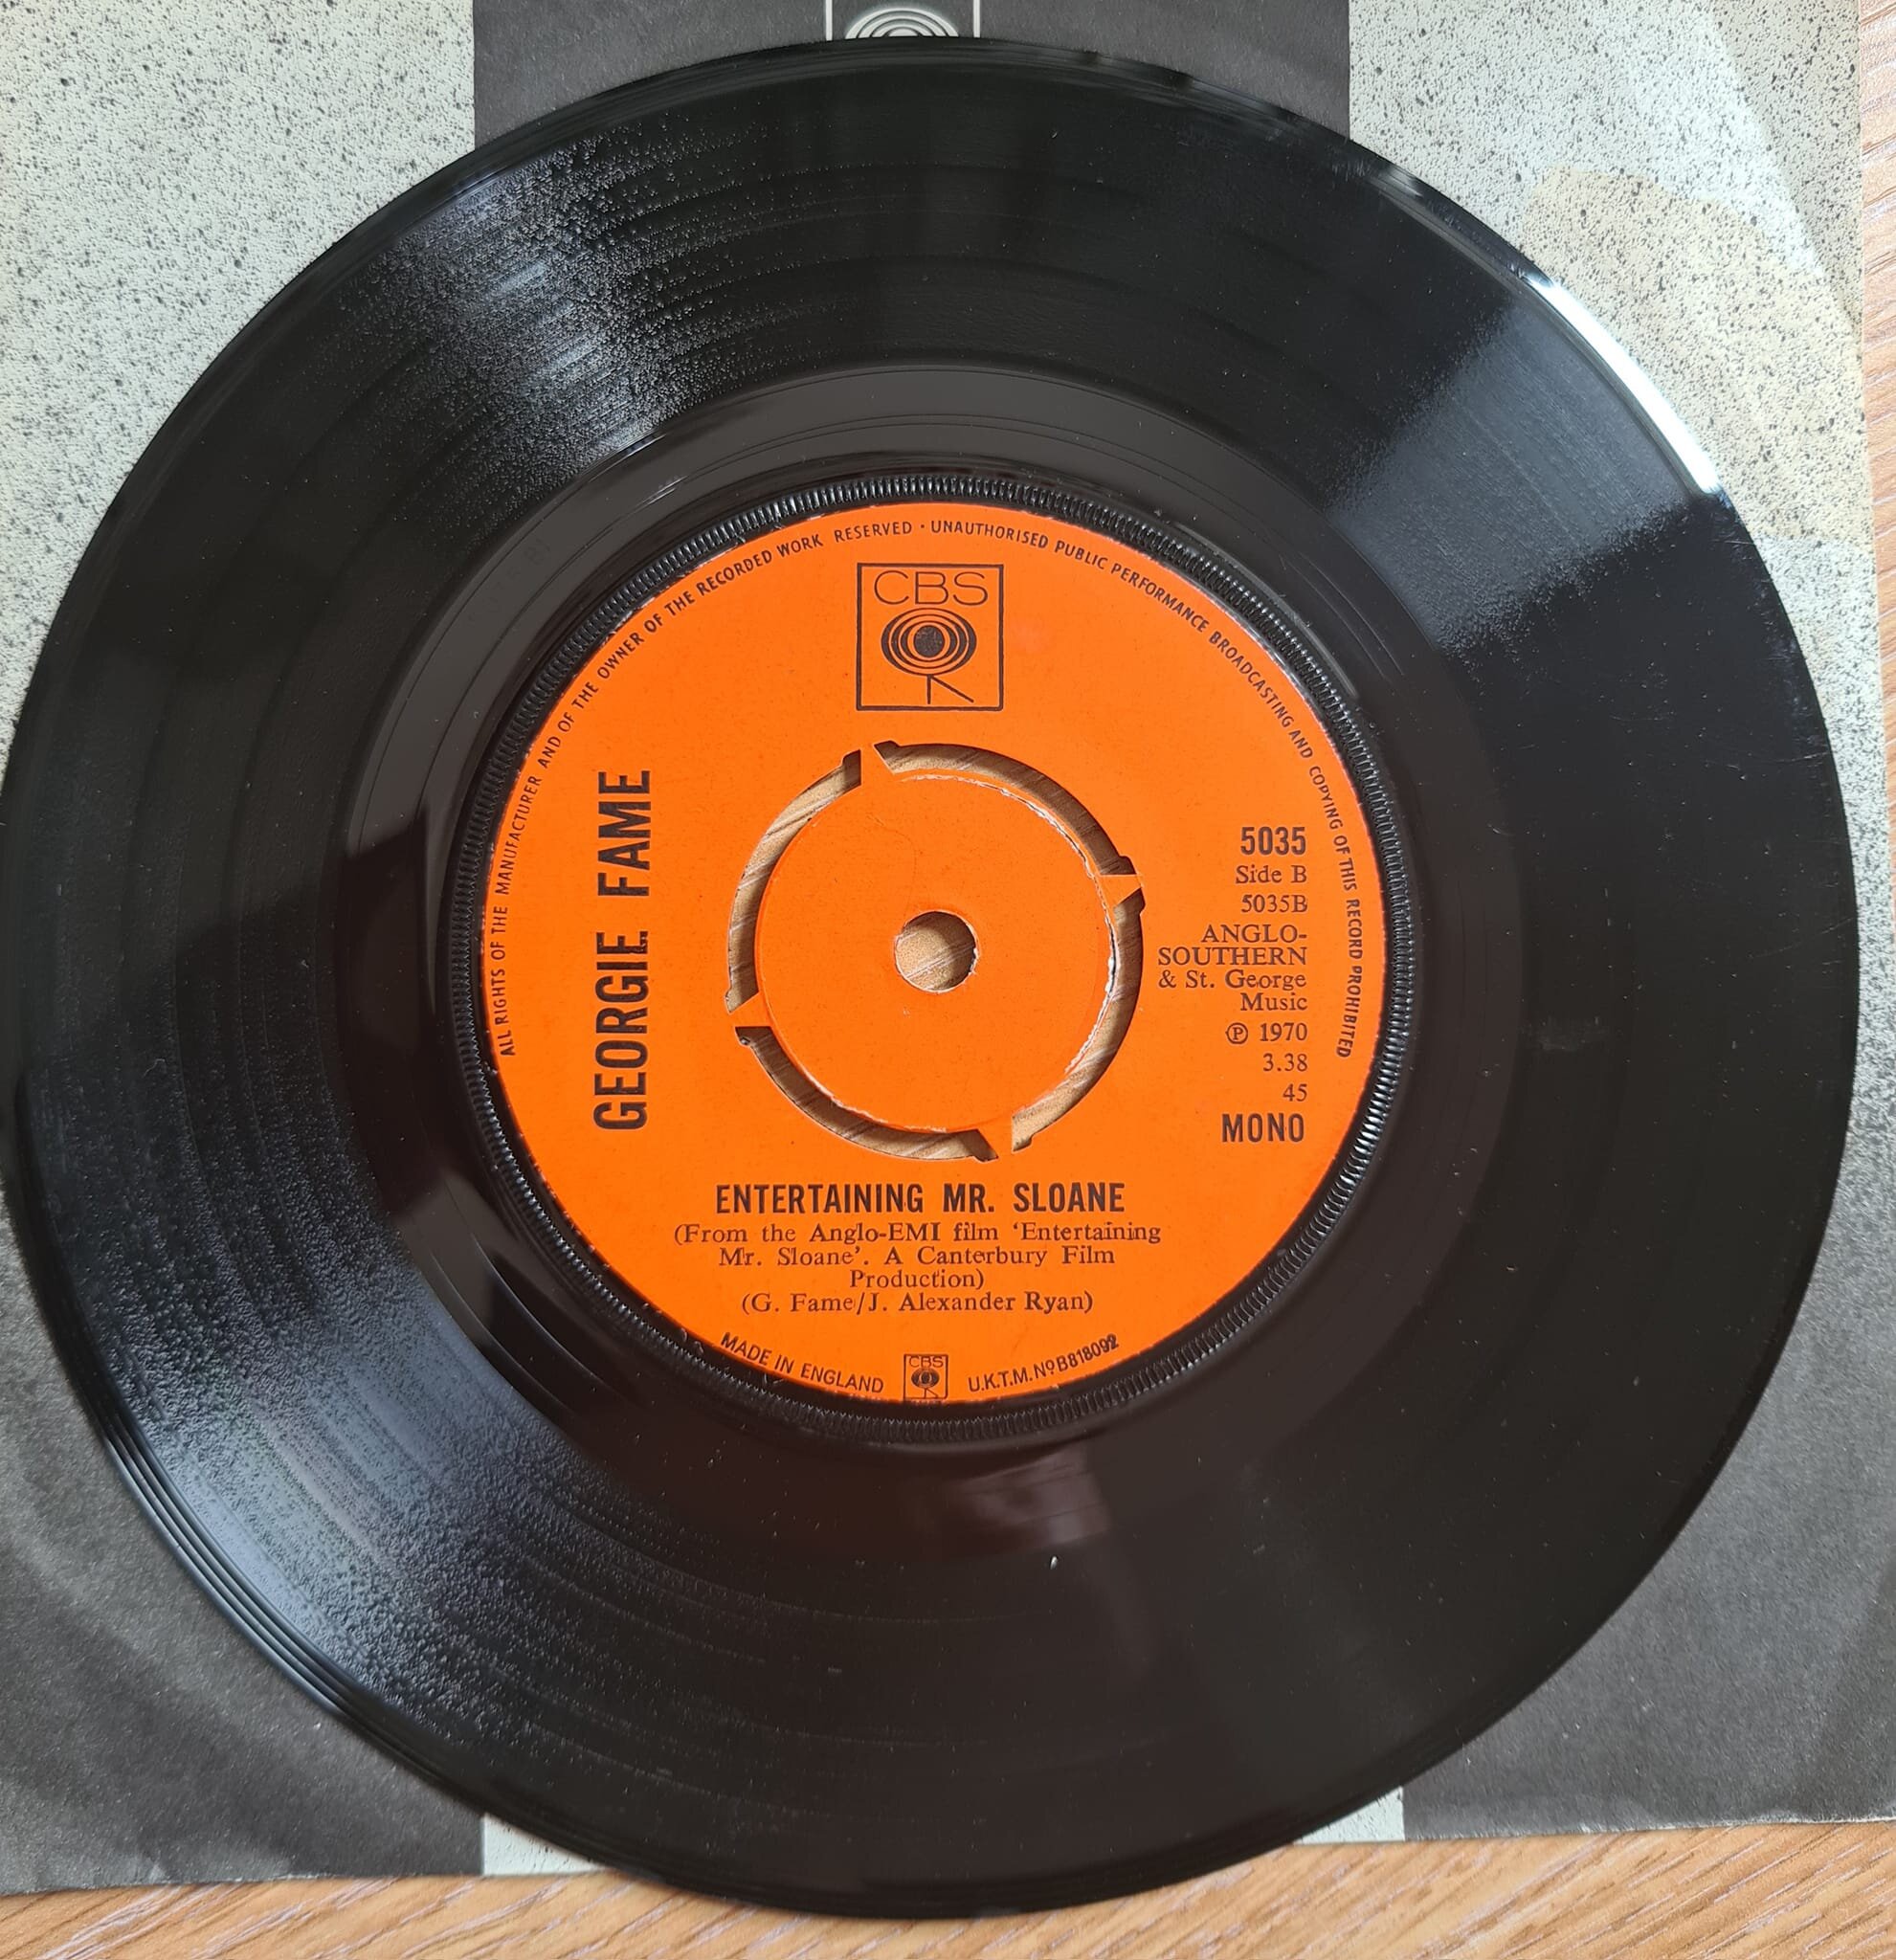 ALL RIGHTS OF THE MANUFACTURER AND OF THE OWNER OF THE RECORDED WORK RESERVED · UNAUTHORISED PUBLIC PERFORMANCE BROADCASTING AND COPYING OF THIS RECORD PROHIBITED
CBS
GEORGIE FAME
5035
Side B
5035B
ANGLO-
SOUTHERN
& St. George
Music
℗ 1970
3.38
45
MONO
ENTERTAINING MR. SLOANE
(From the Anglo-EMI film ‘Entertaining
Mr. Sloane’. A Canterbury Film
Production)
(G. Fame/J. Alexander Ryan)
MADE IN ENGLAND
CBS
U.K.T.M. Nº B818092